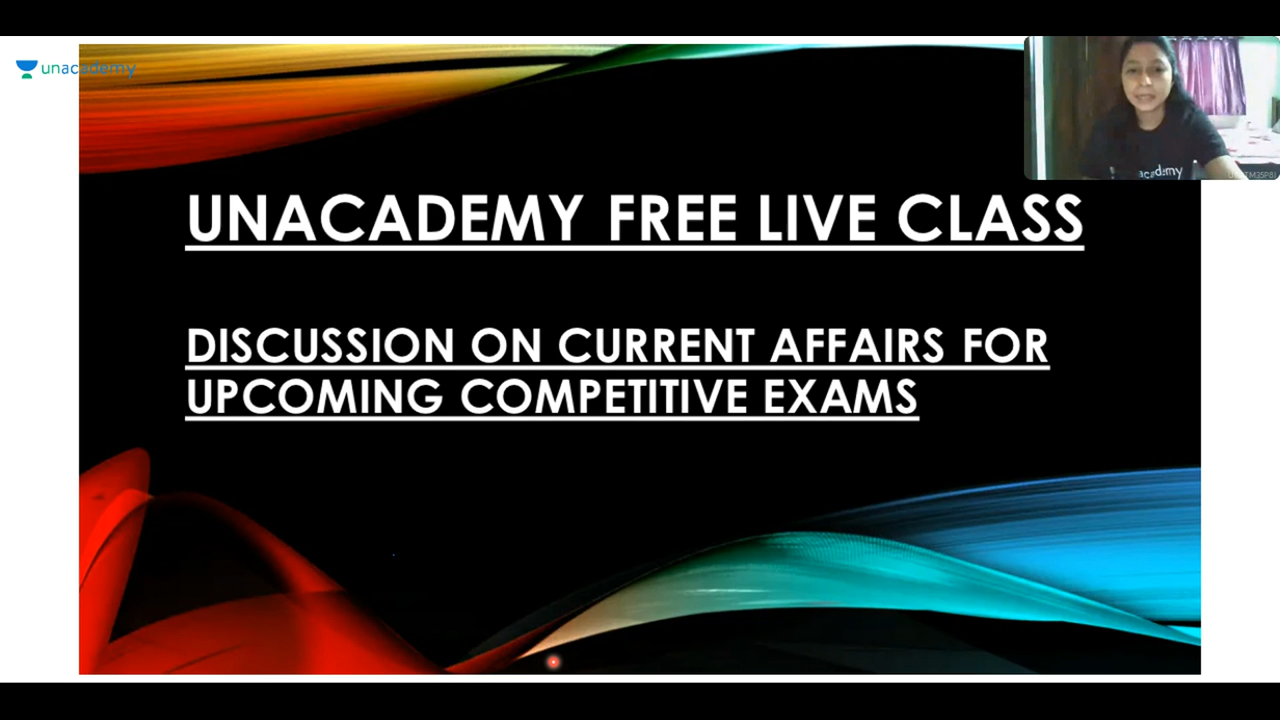 unacademy
UNACADEMY FREE LIVE CLASS
DISCUSSION ON CURRENT AFFAIRS FOR
UPCOMING COMPETITIVE EXAMS